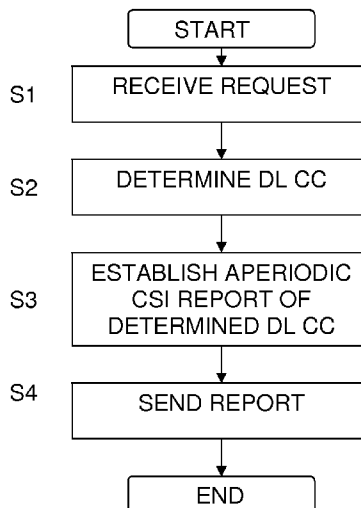 START
S1
RECEIVE REQUEST
S2
DETERMINE DL CC
S3
ESTABLISH APERIODIC
CSI REPORT OF
DETERMINED DL CC
S4
SEND REPORT
END